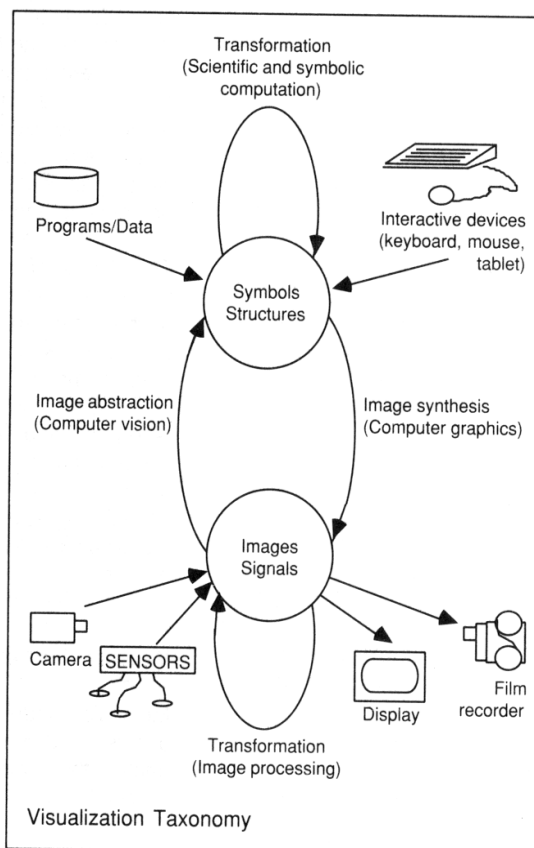 Transformation
(Scientific and symbolic
computation)
Programs/Data
Interactive devices
(keyboard, mouse,
tablet)
Symbols
Structures
Image abstraction
(Computer vision)
Image synthesis
(Computer graphics)
Images
Signals
Camera
SENSORS
Display
Film
recorder
Transformation
(Image processing)
Visualization Taxonomy